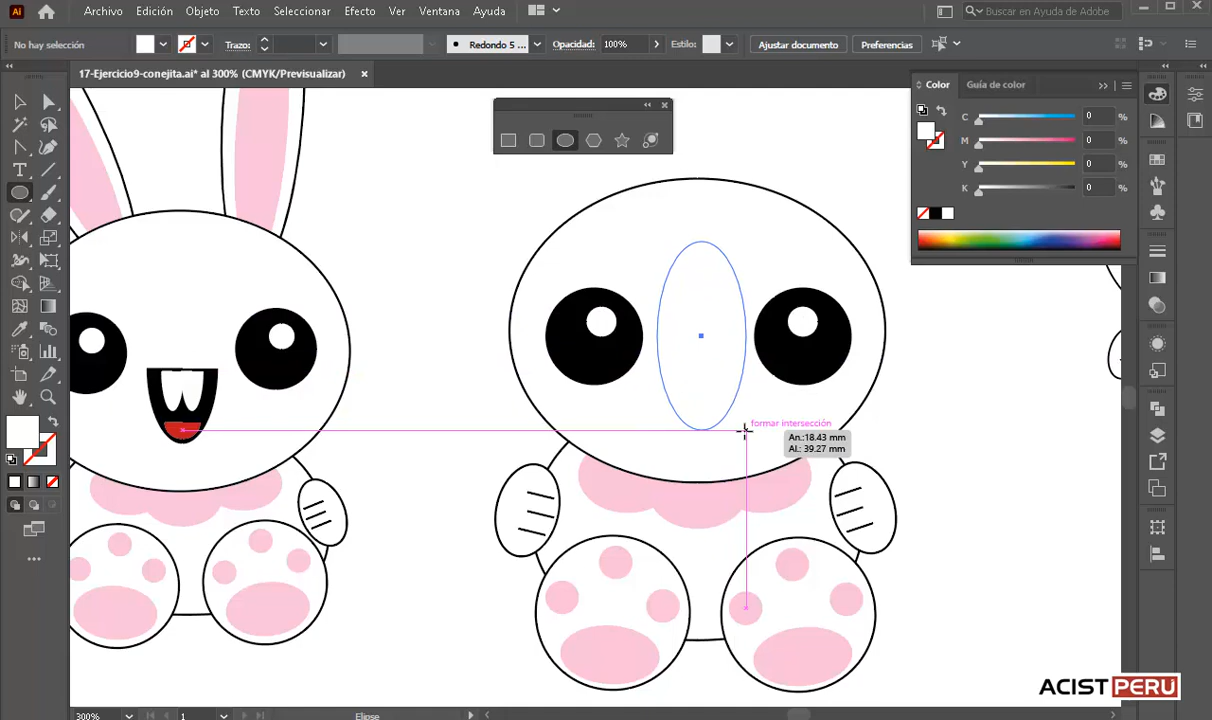 Ai
Archivo Edición Objeto Texto Seleccionar Efecto Ver Ventana Ayuda
Buscar en Ayuda de Adobe
No hay selección
Trazo:
Redondo 5 ...
Opacidad: 100%
Estilo:
Ajustar documento
Preferencias
17-Ejercicio9-conejita.ai* al 300% (CMYK/Previsualizar)
Color
Guía de color
C 0 %
M 0 %
Y 0 %
K 0 %
formar intersección
An.:18.43 mm
Al.: 39.27 mm
ACIST PERU
300%
1
Elipse